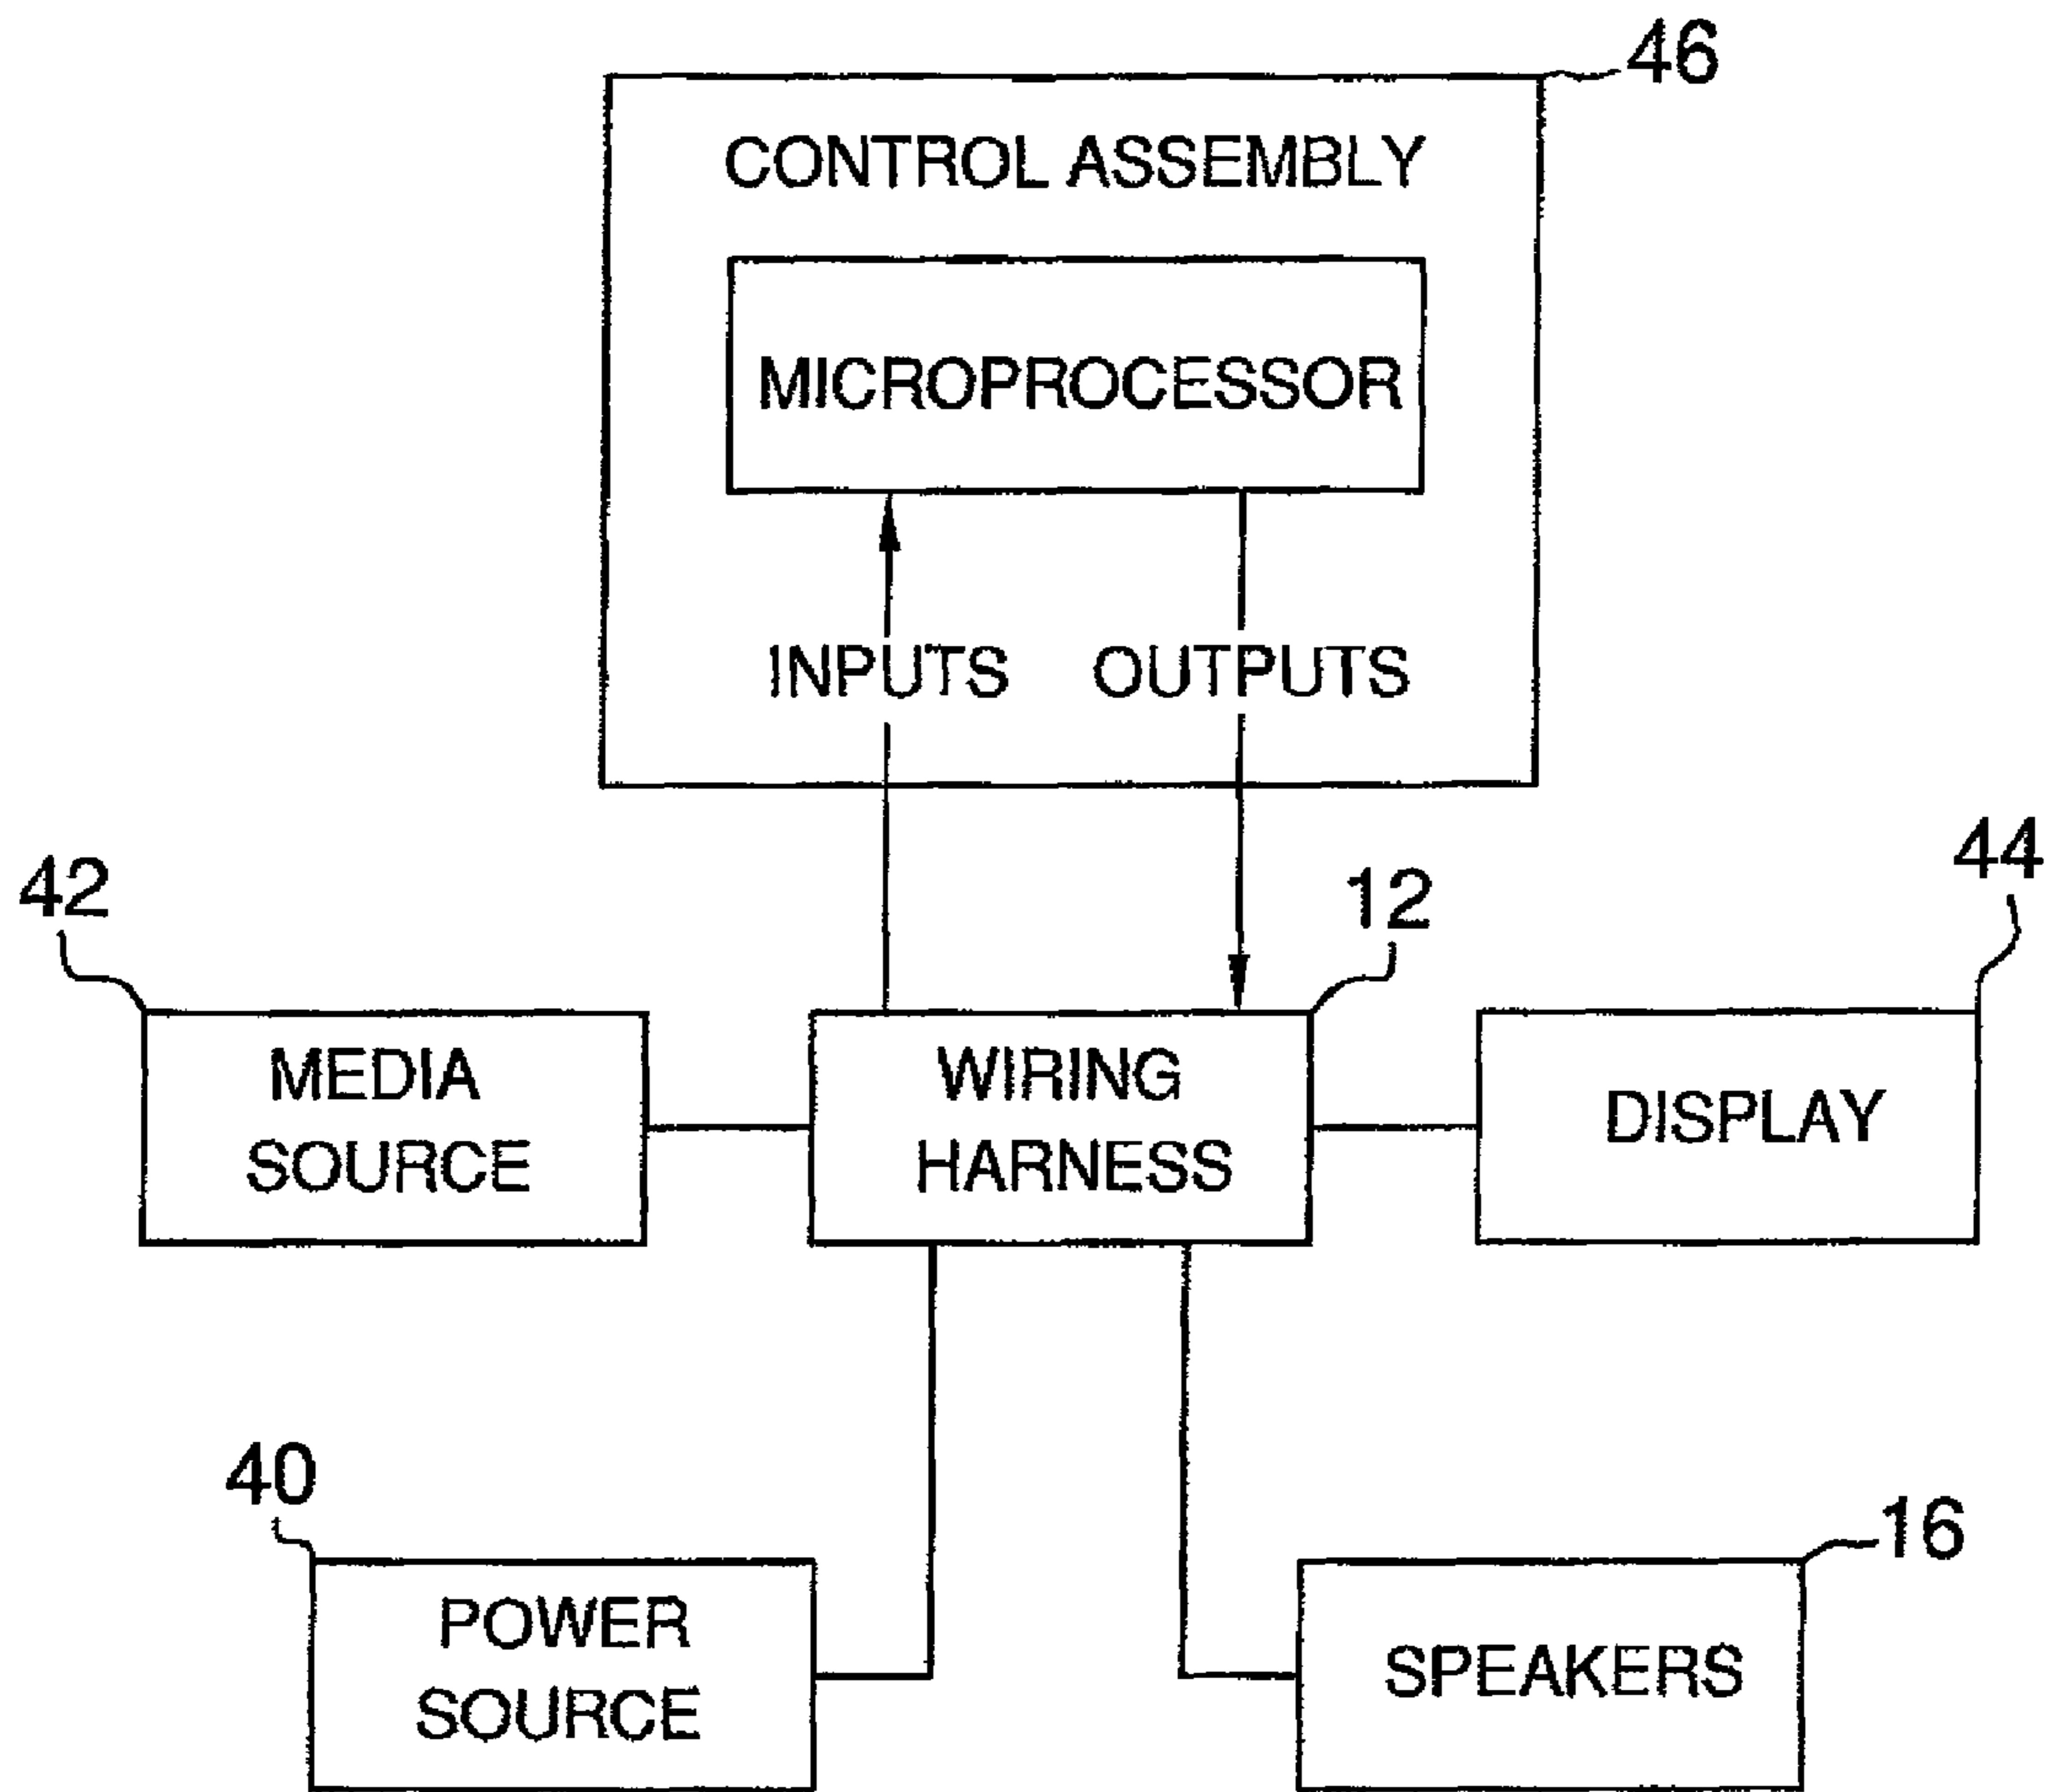 46
CONTROL ASSEMBLY
MICROPROCESSOR
INPUTS OUTPUTS
42
12
44
MEDIA
SOURCE
WIRING
HARNESS
DISPLAY
40
16
POWER
SOURCE
SPEAKERS